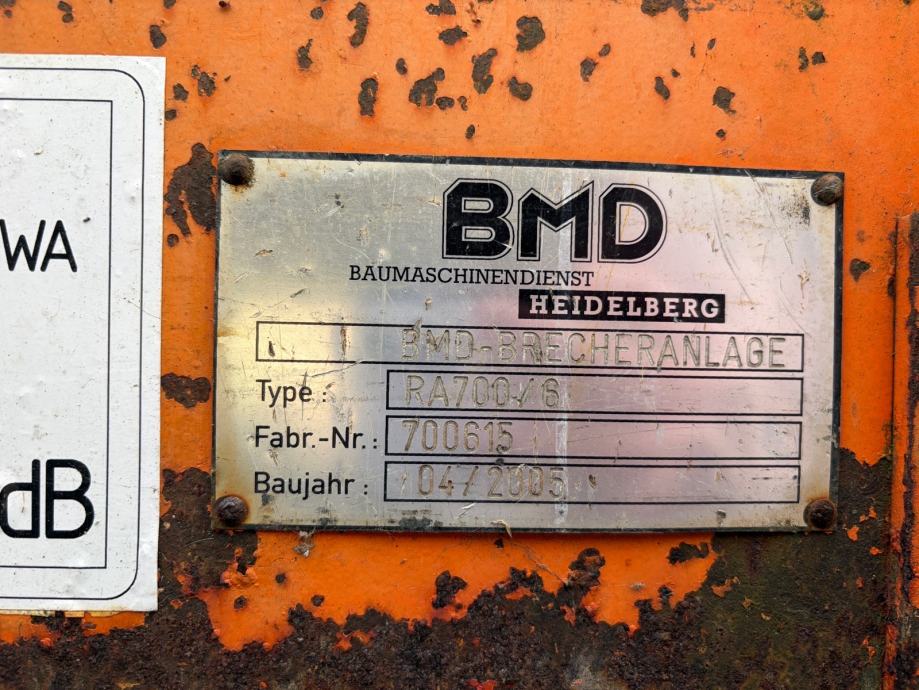 WA
dB
BMD
BAUMASCHINENDIENST
HEIDELBERG
BMD-BRECHERANLAGE
Type : RA700/6
Fabr.-Nr. : 700615
Baujahr : 04/2005